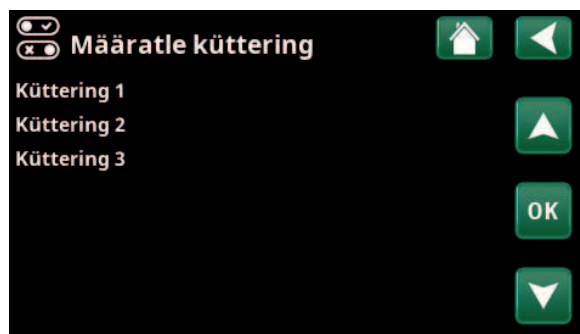 Määratle küttering
Küttering 1
Küttering 2
Küttering 3
OK